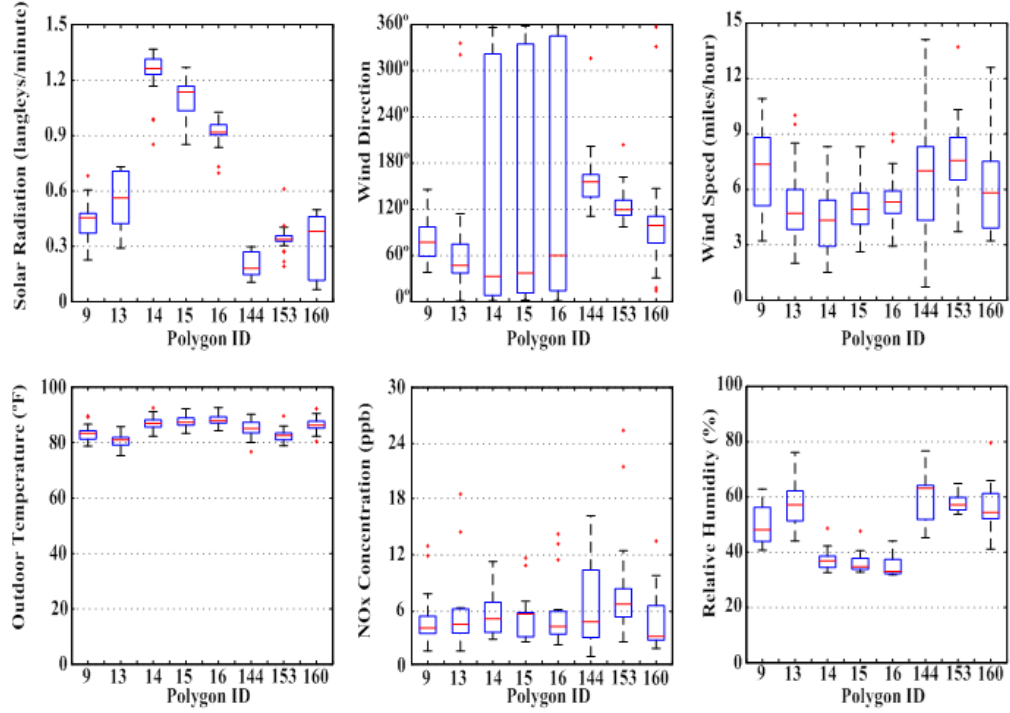 Solar Radiation (langleys/minute)
1.5
1.2
0.9
0.6
0.3
0
9 13 14 15 16 144 153 160
Polygon ID
Wind Direction
360°
300°
240°
180°
120°
60°
0°
9 13 14 15 16 144 153 160
Polygon ID
Wind Speed (miles/hour)
15
12
9
6
3
0
9 13 14 15 16 144 153 160
Polygon ID
Outdoor Temperature (°F)
100
80
60
40
20
0
9 13 14 15 16 144 153 160
Polygon ID
NOx Concentration (ppb)
30
24
18
12
6
0
9 13 14 15 16 144 153 160
Polygon ID
Relative Humidity (%)
100
80
60
40
20
0
9 13 14 15 16 144 153 160
Polygon ID